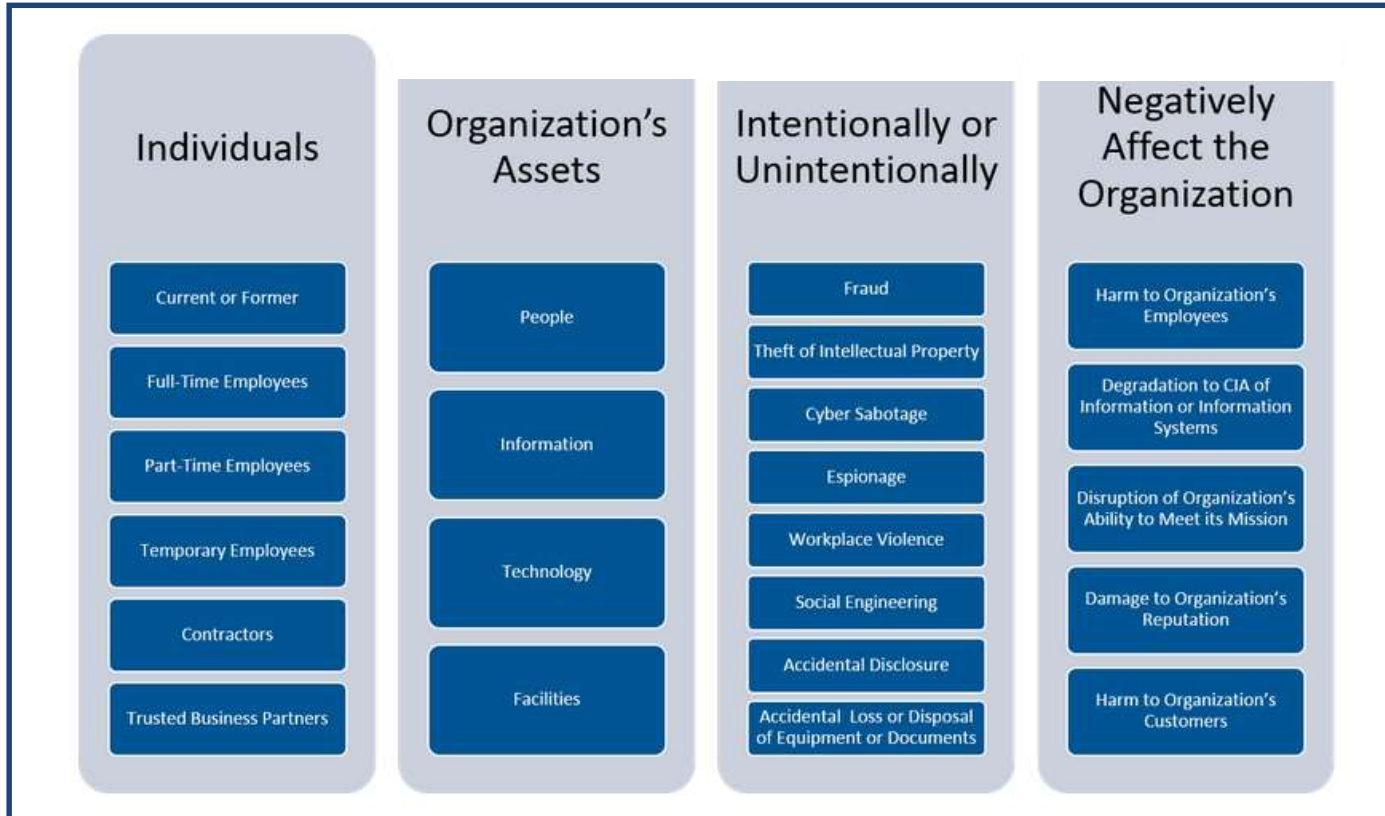 Individuals
Current or Former
Full-Time Employees
Part-Time Employees
Temporary Employees
Contractors
Trusted Business Partners
Organization’s
Assets
People
Information
Technology
Facilities
Intentionally or
Unintentionally
Fraud
Theft of Intellectual Property
Cyber Sabotage
Espionage
Workplace Violence
Social Engineering
Accidental Disclosure
Accidental Loss or Disposal
of Equipment or Documents
Negatively
Affect the
Organization
Harm to Organization’s
Employees
Degradation to CIA of
Information or Information
Systems
Disruption of Organization’s
Ability to Meet its Mission
Damage to Organization’s
Reputation
Harm to Organization’s
Customers